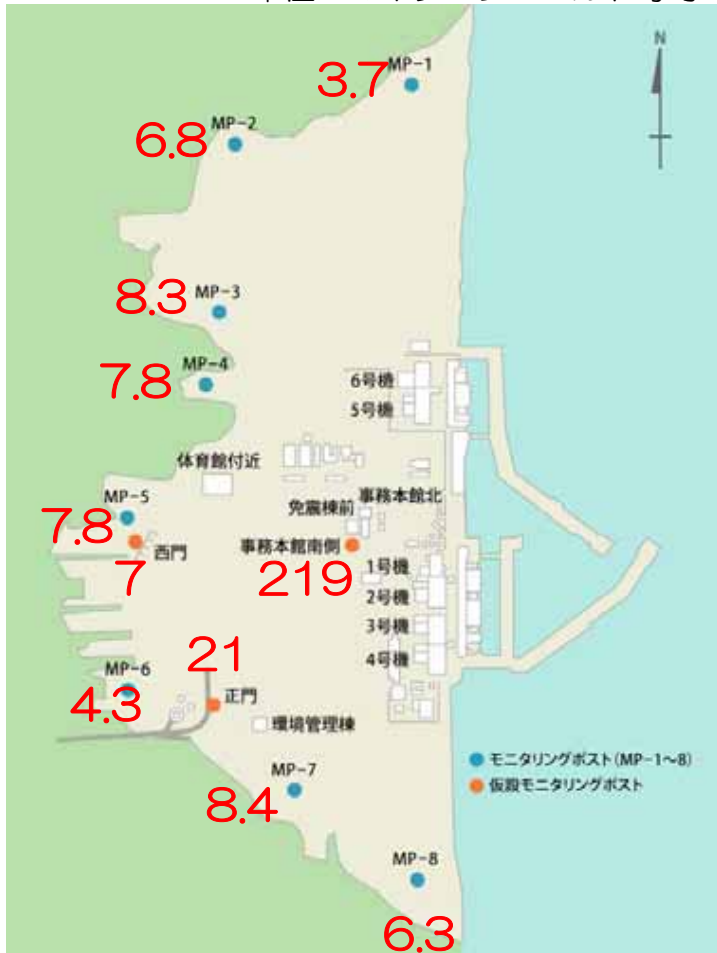 N
MP-1
3.7
MP-2
6.8
MP-3
8.3
MP-4
7.8
6号機
5号機
体育館付近
MP-5
7.8
西門
7
免震棟前
事務本館北
事務本館南側
219
1号機
2号機
3号機
4号機
21
MP-6
4.3
正門
環境管理棟
MP-7
8.4
モニタリングポスト(MP-1〜8)
仮設モニタリングポスト
MP-8
6.3